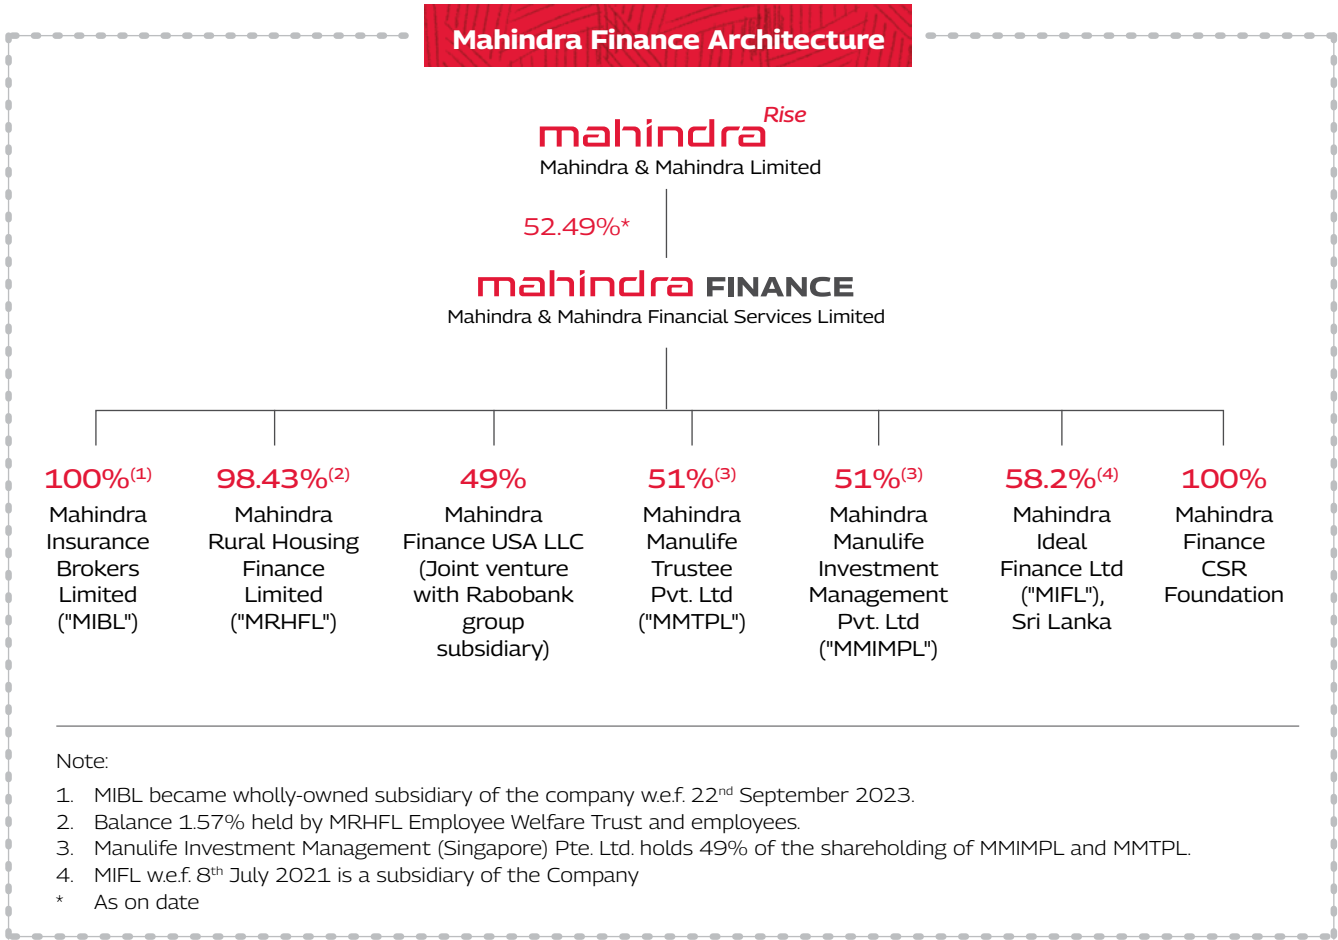 Mahindra Finance Architecture
mahindra Rise
Mahindra & Mahindra Limited
52.49%*
mahindra FINANCE
Mahindra & Mahindra Financial Services Limited
100%(1)
Mahindra
Insurance
Brokers
Limited
("MIBL")
98.43%(2)
Mahindra
Rural Housing
Finance
Limited
("MRHFL")
49%
Mahindra
Finance USA LLC
(Joint venture
with Rabobank
group
subsidiary)
51%(3)
Mahindra
Manulife
Trustee
Pvt. Ltd
("MMTPL")
51%(3)
Mahindra
Manulife
Investment
Management
Pvt. Ltd
("MMIMPL")
58.2%(4)
Mahindra
Ideal
Finance Ltd
("MIFL"),
Sri Lanka
100%
Mahindra
Finance
CSR
Foundation
Note:
1. MIBL became wholly-owned subsidiary of the company w.e.f. 22nd September 2023.
2. Balance 1.57% held by MRHFL Employee Welfare Trust and employees.
3. Manulife Investment Management (Singapore) Pte. Ltd. holds 49% of the shareholding of MMIMPL and MMTPL.
4. MIFL w.e.f. 8th July 2021 is a subsidiary of the Company
* As on date